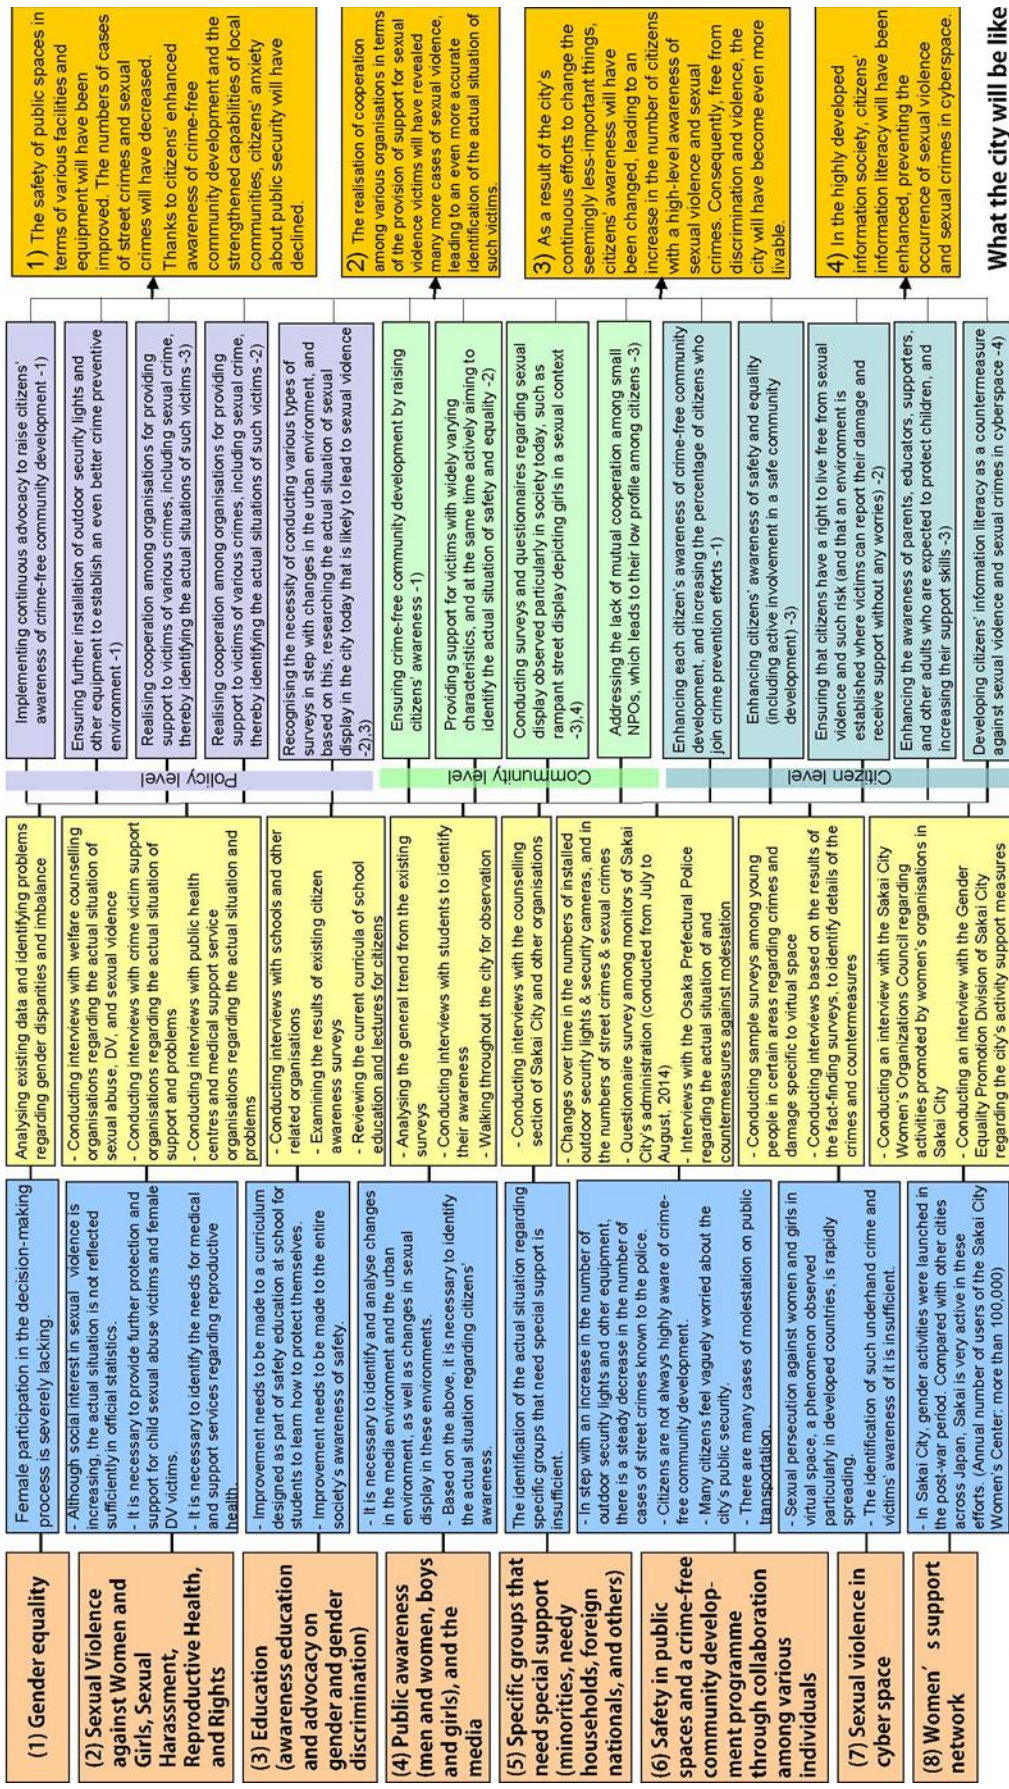 (1) Gender equality
(2) Sexual Violence
against Women and
Girls, Sexual
Harassment,
Reproductive Health,
and Rights
(3) Education
(awareness education
and advocacy on
gender and gender
discrimination)
(4) Public awareness
(men and women, boys
and girls), and the
media
(5) Specific groups that
need special support
(minorities, needy
households, foreign
nationals, and others)
(6) Safety in public
spaces and a crime-free
community develop-
ment programme
through collaboration
among various
individuals
(7) Sexual violence in
cyber space
(8) Women's support
network
Female participation in the decision-making
process is severely lacking.
- Although social interest in sexual violence is
increasing, the actual situation is not reflected
sufficiently in official statistics.
- It is necessary to provide further protection and
support for child sexual abuse victims and female
DV victims.
- It is necessary to identify the needs for medical
and support services regarding reproductive
health.
- Improvement needs to be made to a curriculum
designed as part of safety education at school for
students to learn how to protect themselves.
- Improvement needs to be made to the entire
society's awareness of safety.
- It is necessary to identify and analyse changes
in the media environment and the urban
environment, as well as changes in sexual
display in these environments.
- Based on the above, it is necessary to identify
the actual situation regarding citizens'
awareness.
The identification of the actual situation regarding
specific groups that need special support is
insufficient.
- In step with an increase in the number of
outdoor security lights and other equipment,
there is a steady decrease in the number of
cases of street crimes known to the police.
- Citizens are not always highly aware of crime-
free community development.
- Many citizens feel vaguely worried about the
city's public security.
- There are many cases of molestation on public
transportation.
- Sexual persecution against women and girls in
virtual space, a phenomenon observed
particularly in developed countries, is rapidly
spreading.
- The identification of such underhand crime and
victims' awareness of it is insufficient.
- In Sakai City, gender activities were launched in
the post-war period. Compared with other cities
across Japan, Sakai is very active in these
efforts. (Annual number of users of the Sakai City
Women's Center: more than 100,000)
Analysing existing data and identifying problems
regarding gender disparities and imbalance
- Conducting interviews with welfare counselling
organisations regarding the actual situation of
sexual abuse, DV, and sexual violence
- Conducting interviews with crime victim support
organisations regarding the actual situation of
support and problems
- Conducting interviews with public health
centres and medical support service
organisations regarding the actual situation and
problems
- Conducting interviews with schools and other
related organisations
- Examining the results of existing citizen
awareness surveys
- Reviewing the current curricula of school
education and lectures for citizens
- Analysing the general trend from the existing
surveys
- Conducting interviews with students to identify
their awareness
- Walking throughout the city for observation
- Conducting interviews with the counselling
section of Sakai City and other organisations
- Changes over time in the numbers of installed
outdoor security lights & security cameras, and in
the numbers of street crimes & sexual crimes
- Questionnaire survey among monitors of Sakai
City's administration (conducted from July to
August, 2014)
- Interviews with the Osaka Prefectural Police
regarding the actual situation of and
countermeasures against molestation
- Conducting sample surveys among young
people in certain areas regarding crimes and
damage specific to virtual space
- Conducting interviews based on the results of
the fact-finding surveys, to identify details of the
crimes and countermeasures
- Conducting an interview with the Sakai City
Women's Organizations Council regarding
activities promoted by women's organisations in
Sakai City
- Conducting an interview with the Gender
Equality Promotion Division of Sakai City
regarding the city's activity support measures
Policy level
Community level
Citizen level
Implementing continuous advocacy to raise citizens'
awareness of crime-free community development -1)
Ensuring further installation of outdoor security lights and
other equipment to establish an even better crime preventive
environment -1)
Realising cooperation among organisations for providing
support to victims of various crimes, including sexual crime,
thereby identifying the actual situations of such victims -3)
Realising cooperation among organisations for providing
support to victims of various crimes, including sexual crime,
thereby identifying the actual situations of such victims -2)
Recognising the necessity of conducting various types of
surveys in step with changes in the urban environment, and
based on this, researching the actual situation of sexual
display in the city today that is likely to lead to sexual violence
-2),3)
Ensuring crime-free community development by raising
citizens' awareness -1)
Providing support for victims with widely varying
characteristics, and at the same time actively aiming to
identify the actual situation of safety and equality -2)
Conducting surveys and questionnaires regarding sexual
display observed particularly in society today, such as
rampant street display depicting girls in a sexual context
-3),4)
Addressing the lack of mutual cooperation among small
NPOs, which leads to their low profile among citizens -3)
Enhancing each citizen's awareness of crime-free community
development, and increasing the percentage of citizens who
join crime prevention efforts -1)
Enhancing citizens' awareness of safety and equality
(including active involvement in a safe community
development) -3)
Ensuring that citizens have a right to live free from sexual
violence and such risk (and that an environment is
established where victims can report their damage and
receive support without any worries) -2)
Enhancing the awareness of parents, educators, supporters,
and other adults who are expected to protect children, and
increasing their support skills -3)
Developing citizens' information literacy as a countermeasure
against sexual violence and sexual crimes in cyberspace -4)
1) The safety of public spaces in
terms of various facilities and
equipment will have been
improved. The numbers of cases
of street crimes and sexual
crimes will have decreased.
Thanks to citizens' enhanced
awareness of crime-free
community development and the
strengthened capabilities of local
communities, citizens' anxiety
about public security will have
declined.
2) The realisation of cooperation
among various organisations in terms
of the provision of support for sexual
violence victims will have revealed
many more cases of sexual violence,
leading to an even more accurate
identification of the actual situation of
such victims.
3) As a result of the city's
continuous efforts to change the
seemingly less-important things,
citizens' awareness will have
been changed, leading to an
increase in the number of citizens
with a high-level awareness of
sexual violence and sexual
crimes. Consequently, free from
discrimination and violence, the
city will have become even more
livable.
4) In the highly developed
information society, citizens'
information literacy will have been
enhanced, preventing the
occurrence of sexual violence
and sexual crimes in cyberspace.
What the city will be like